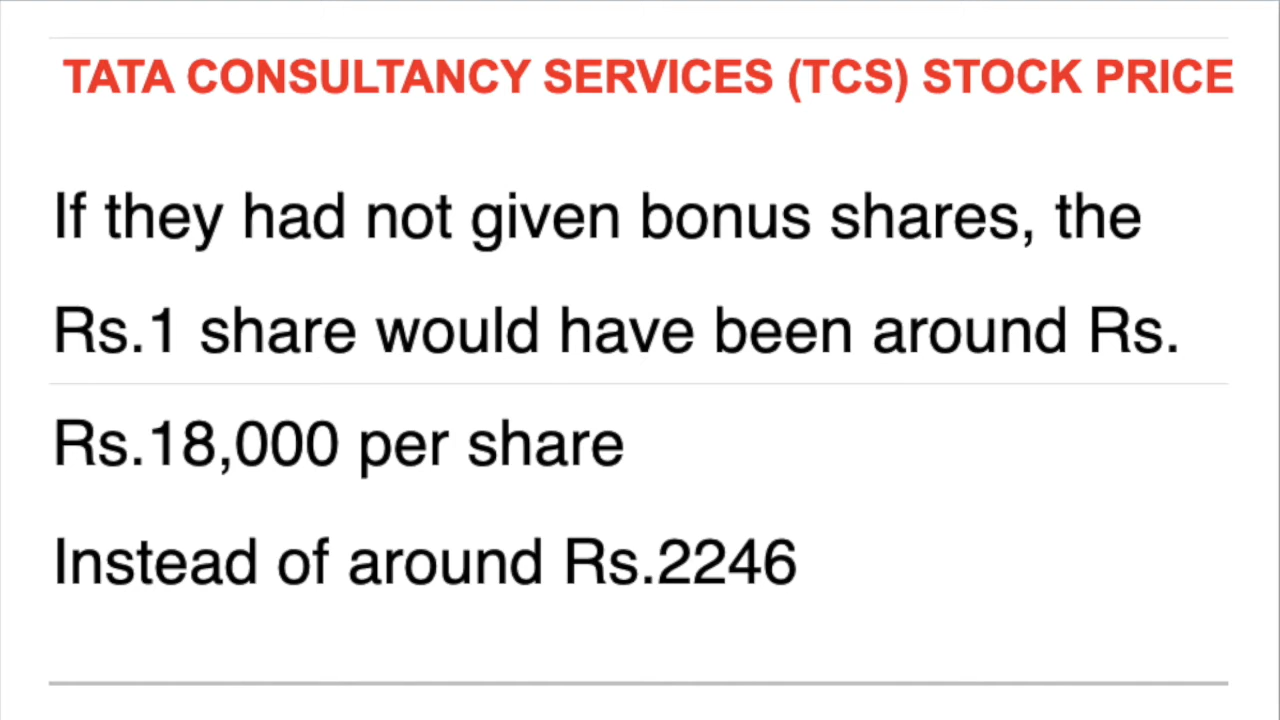 TATA CONSULTANCY SERVICES (TCS) STOCK PRICE
If they had not given bonus shares, the
Rs.1 share would have been around Rs.
Rs.18,000 per share
Instead of around Rs.2246